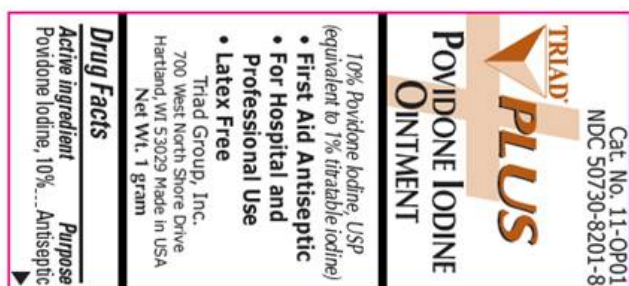 Cat. No. 11-OP01
NDC 50730-8201-8
TRIAD®
PLUS
POVIDONE IODINE
OINTMENT
10% Povidone Iodine, USP
(equivalent to 1% titratable iodine)
• First Aid Antiseptic
• For Hospital and
Professional Use
• Latex Free
Triad Group, Inc.
700 West North Shore Drive
Hartland, WI 53029 Made in USA
Net Wt. 1 gram
Drug Facts
Active ingredient Purpose
Povidone Iodine, 10%.... Antiseptic